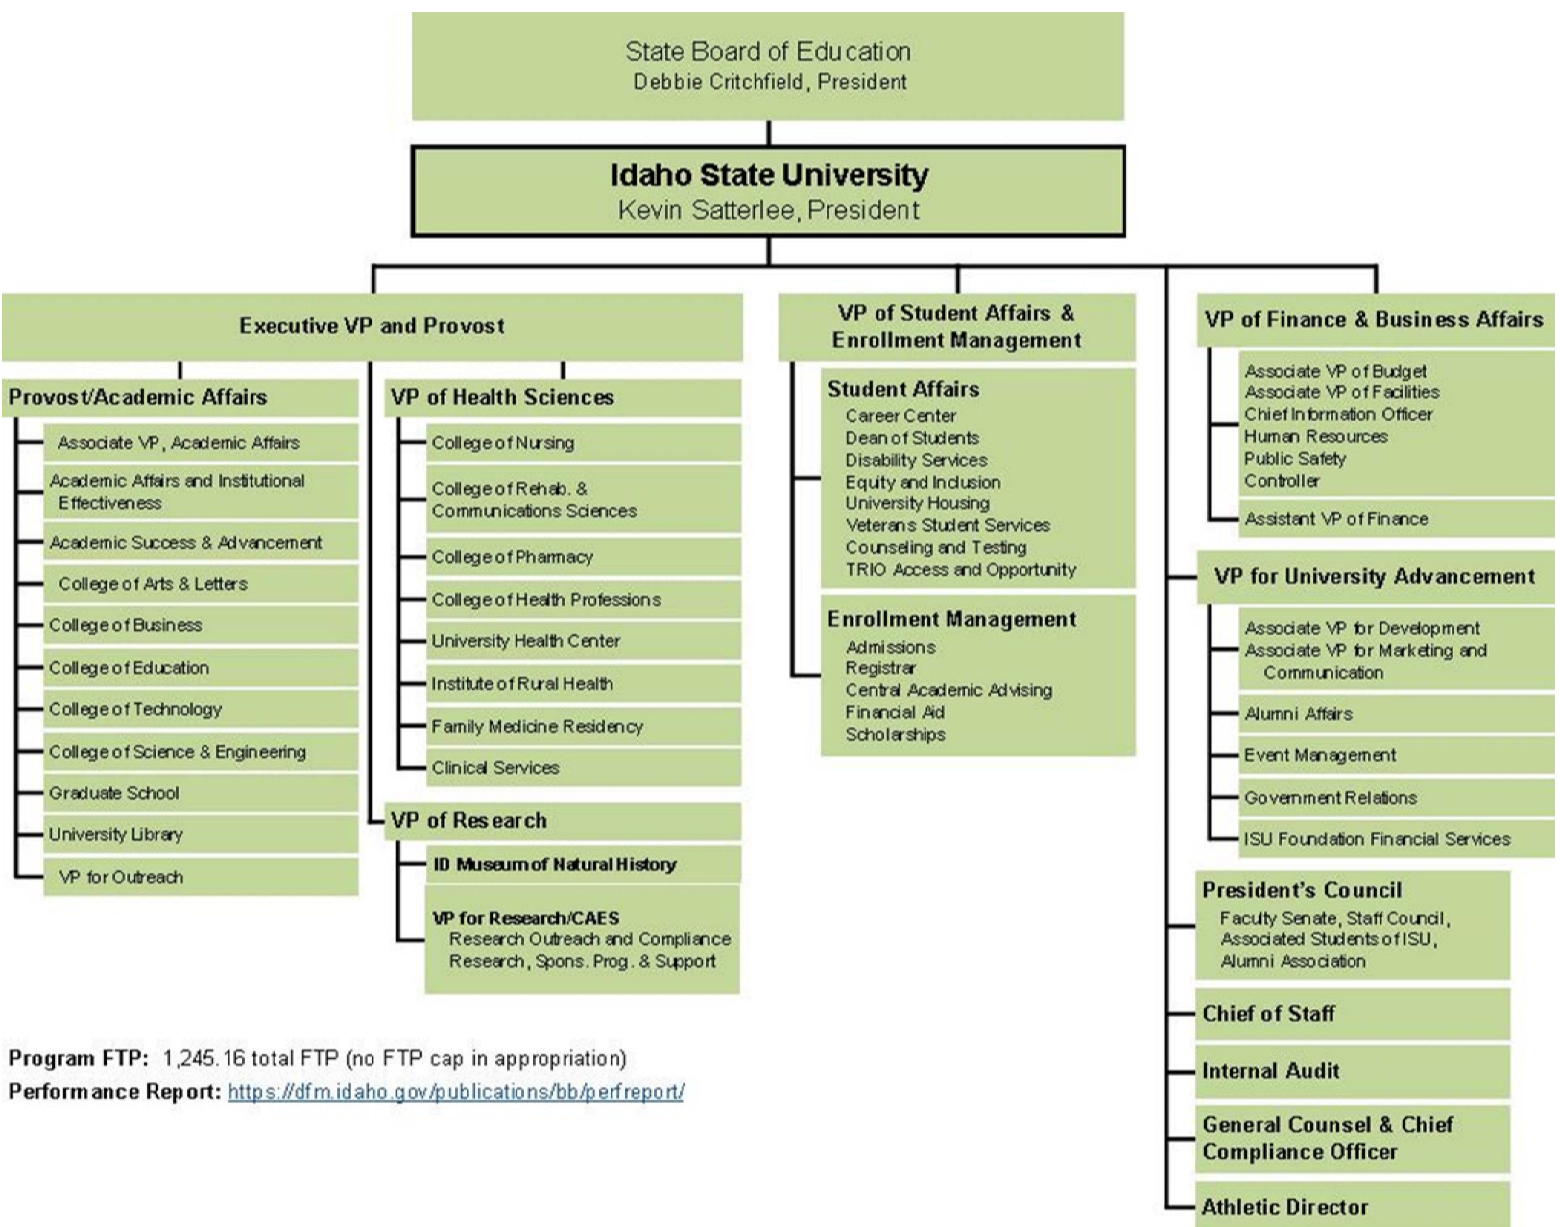 State Board of Education
Debbie Critchfield, President
Idaho State University
Kevin Satterlee, President
Executive VP and Provost
Provost/Academic Affairs
Associate VP, Academic Affairs
Academic Affairs and Institutional
Effectiveness
Academic Success & Advancement
College of Arts & Letters
College of Business
College of Education
College of Technology
College of Science & Engineering
Graduate School
University Library
VP for Outreach
VP of Health Sciences
College of Nursing
College of Rehab. &
Communications Sciences
College of Pharmacy
College of Health Professions
University Health Center
Institute of Rural Health
Family Medicine Residency
Clinical Services
VP of Research
ID Museum of Natural History
VP for Research/CAES
Research Outreach and Compliance
Research, Spons. Prog. & Support
VP of Student Affairs &
Enrollment Management
Student Affairs
Career Center
Dean of Students
Disability Services
Equity and Inclusion
University Housing
Veterans Student Services
Counseling and Testing
TRIO Access and Opportunity
Enrollment Management
Admissions
Registrar
Central Academic Advising
Financial Aid
Scholarships
VP of Finance & Business Affairs
Associate VP of Budget
Associate VP of Facilities
Chief Information Officer
Human Resources
Public Safety
Controller
Assistant VP of Finance
VP for University Advancement
Associate VP for Development
Associate VP for Marketing and
Communication
Alumni Affairs
Event Management
Government Relations
ISU Foundation Financial Services
President's Council
Faculty Senate, Staff Council,
Associated Students of ISU,
Alumni Association
Chief of Staff
Internal Audit
General Counsel & Chief
Compliance Officer
Athletic Director
Program FTP: 1,245.16 total FTP (no FTP cap in appropriation)
Performance Report: https://dfm.idaho.gov/publications/bb/perfreport/